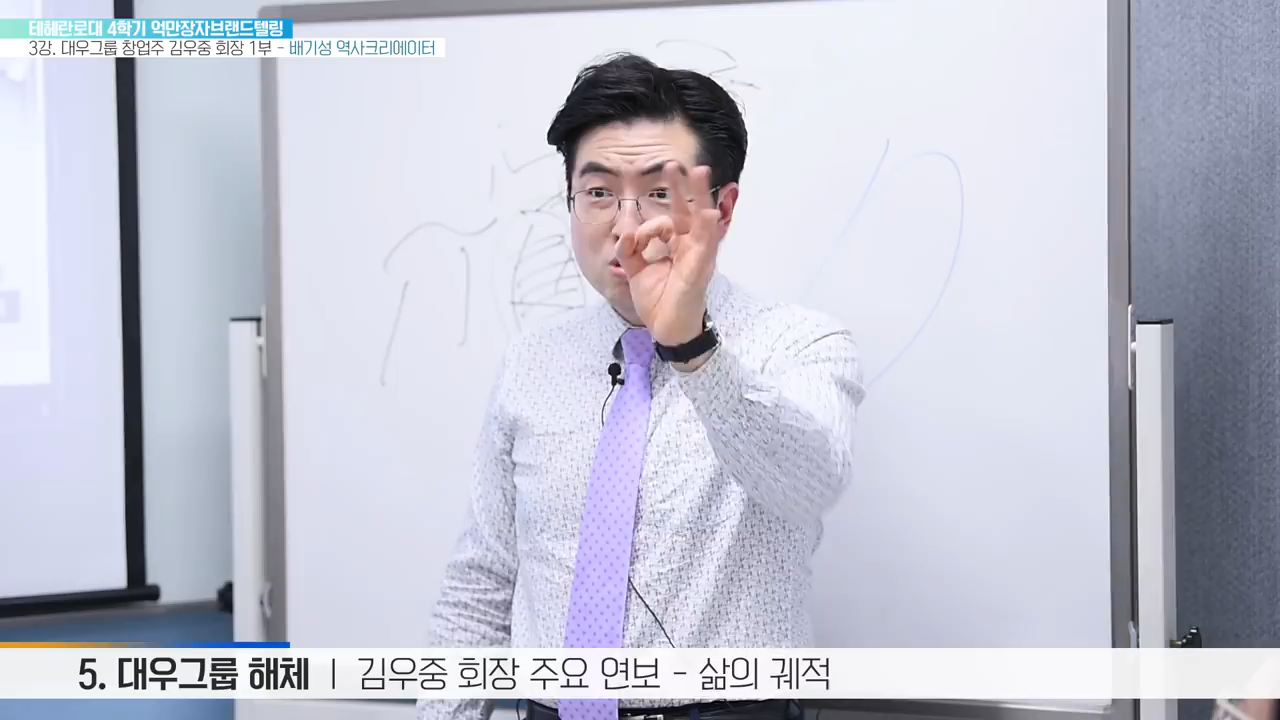 테헤란로대 4학기 억만장자브랜드텔링
3강. 대우그룹 창업주 김우중 회장 1부 - 배기성 역사크리에이터
5. 대우그룹 해체 | 김우중 회장 주요 연보 - 삶의 궤적